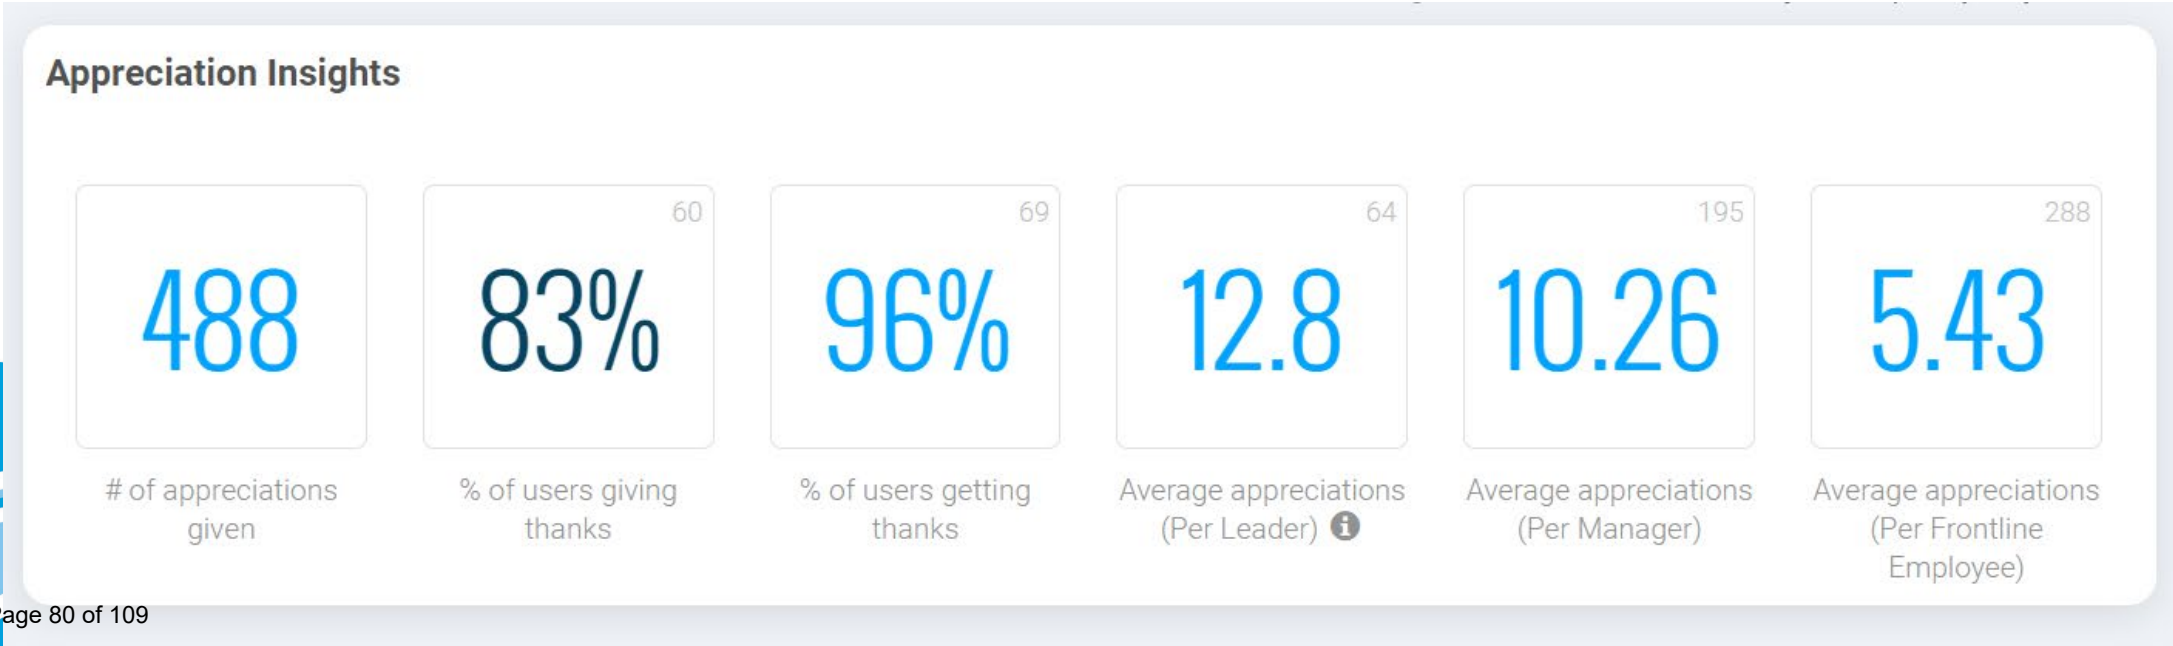 Appreciation Insights
60
69
64
195
288
488
83%
96%
12.8
10.26
5.43
# of appreciations
given
% of users giving
thanks
% of users getting
thanks
Average appreciations
(Per Leader)
Average appreciations
(Per Manager)
Average appreciations
(Per Frontline
Employee)
80 of 109